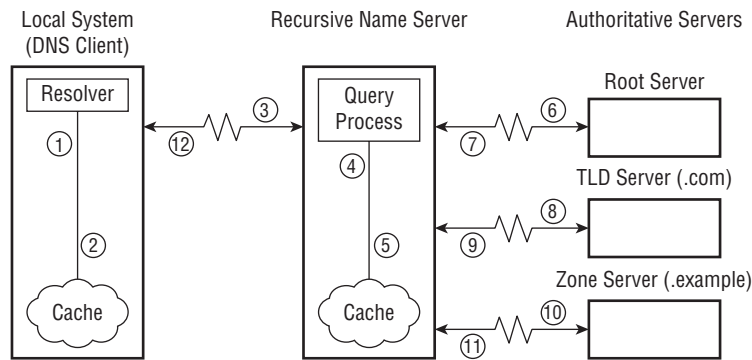 Local System
(DNS Client)
Recursive Name Server
Authoritative Servers
Resolver
Query
Process
Root Server
1
12
3
4
7
6
TLD Server (.com)
2
5
9
8
Cache
Cache
Zone Server (.example)
11
10